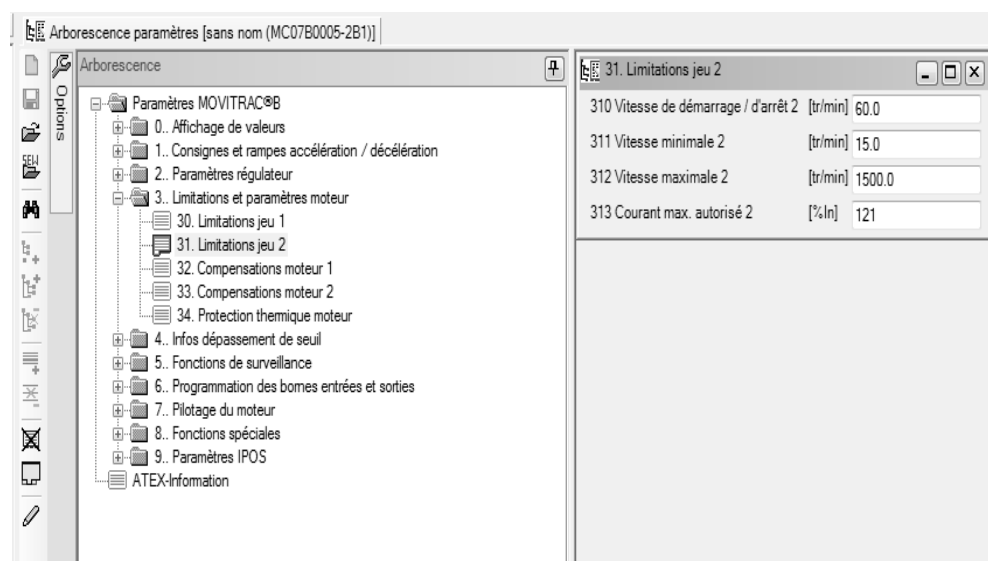 Arborescence paramètres [sans nom (MC07B0005-2B1)]
Options
SEW
Arborescence
Paramètres MOVITRAC®B
0.. Affichage de valeurs
1.. Consignes et rampes accélération / décélération
2.. Paramètres régulateur
3.. Limitations et paramètres moteur
30. Limitations jeu 1
31. Limitations jeu 2
32. Compensations moteur 1
33. Compensations moteur 2
34. Protection thermique moteur
4.. Infos dépassement de seuil
5.. Fonctions de surveillance
6.. Programmation des bornes entrées et sorties
7.. Pilotage du moteur
8.. Fonctions spéciales
9.. Paramètres IPOS
ATEX-Information
31. Limitations jeu 2
310 Vitesse de démarrage / d'arrêt 2 [tr/min] 60.0
311 Vitesse minimale 2 [tr/min] 15.0
312 Vitesse maximale 2 [tr/min] 1500.0
313 Courant max. autorisé 2 [%In] 121